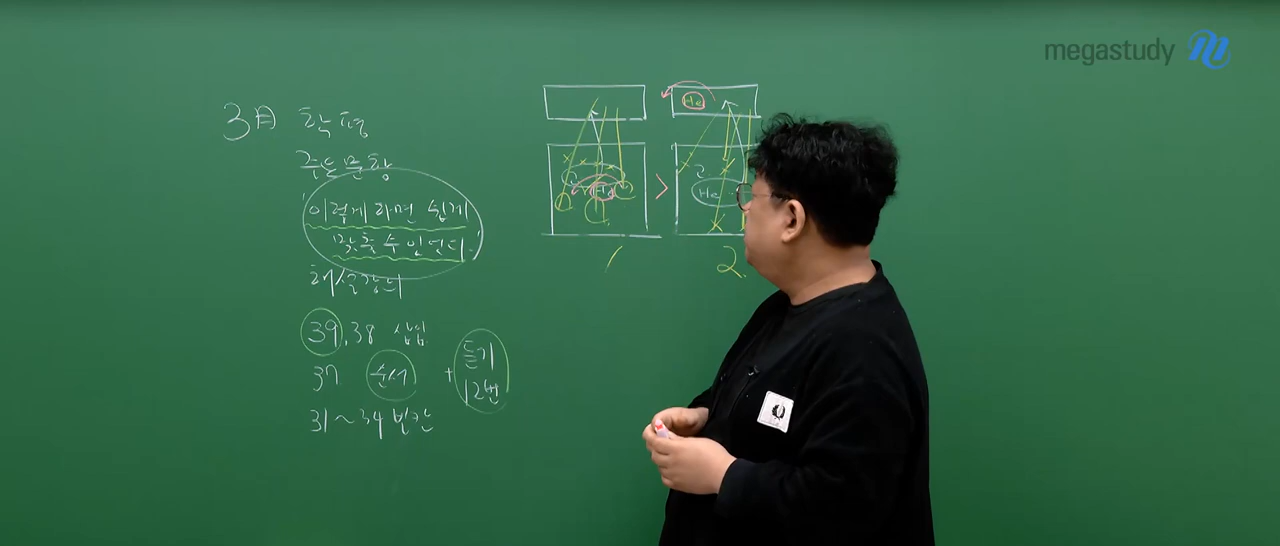 megastudy
3月 학평
주요문항
이렇게 하면 쉽게
맞출 수 있었다!
해설강의
39, 38 삽입
37 순서
31~34 빈칸
+ 듣기
12번
He
2
He
>
1
2